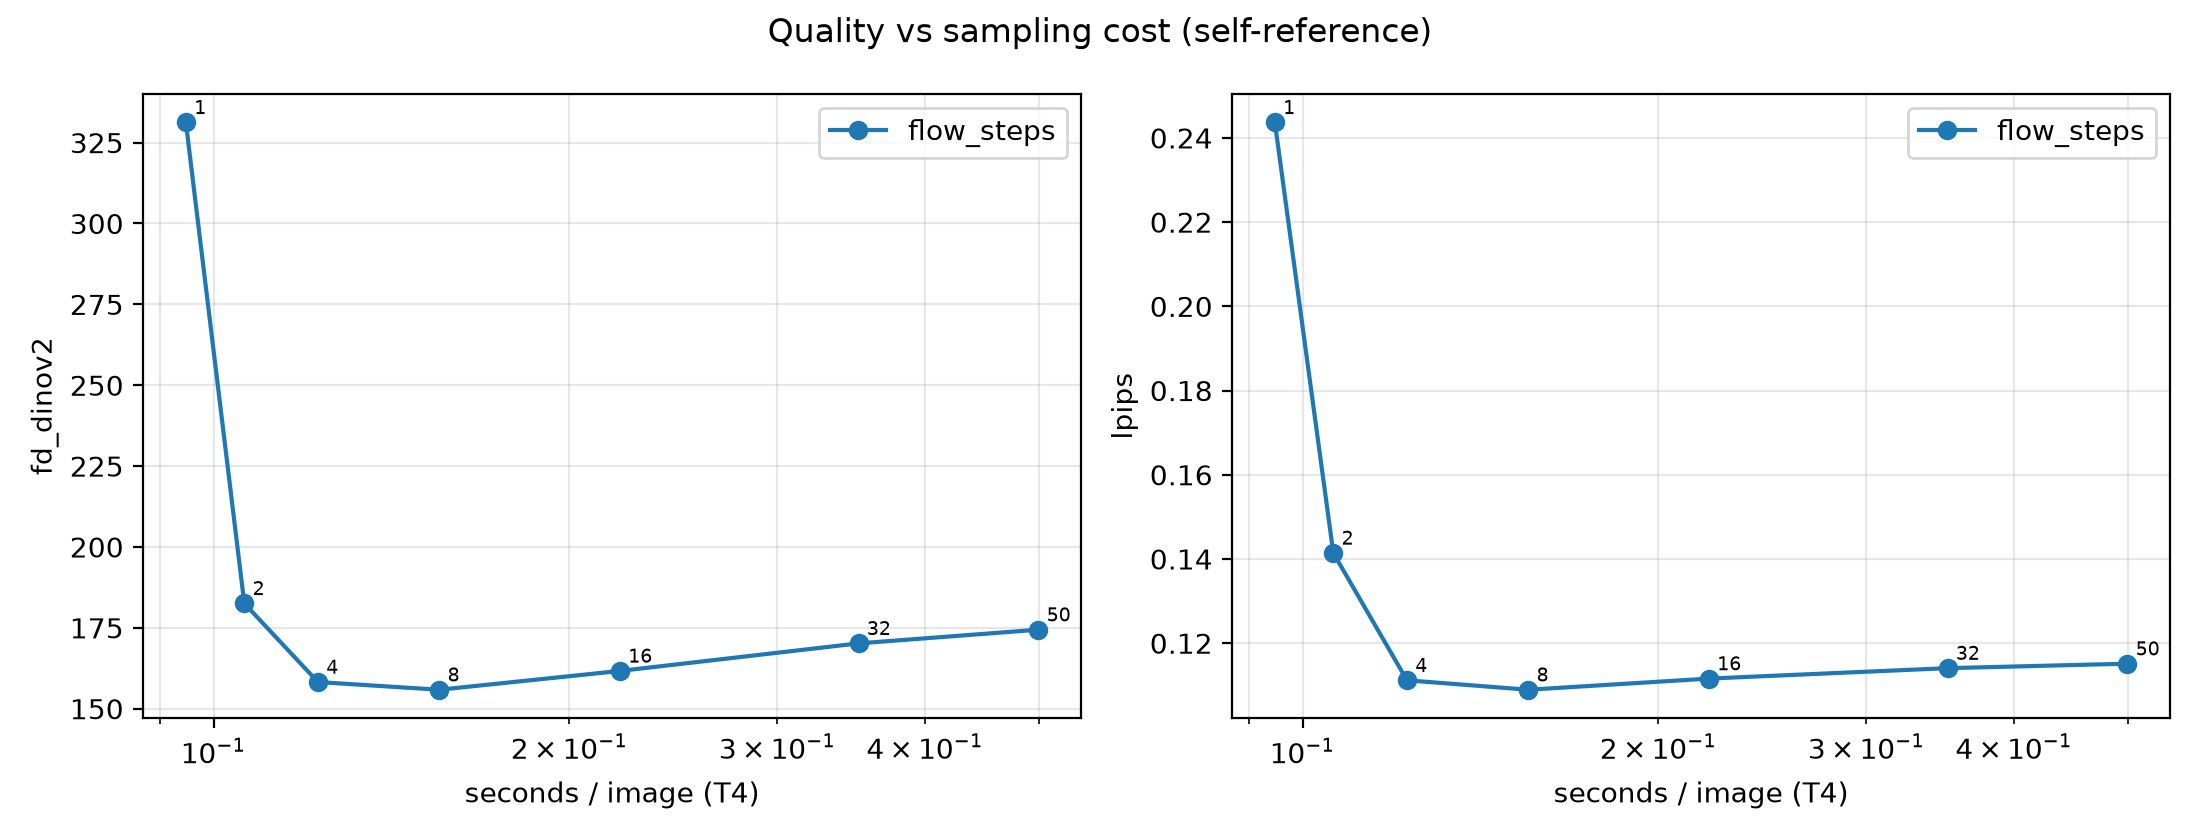 Quality vs sampling cost (self-reference)
fd_dinov2
325
300
275
250
225
200
175
150
1
2
4
8
16
32
50
flow_steps
10⁻¹
2 × 10⁻¹
3 × 10⁻¹
4 × 10⁻¹
seconds / image (T4)
lpips
0.24
0.22
0.20
0.18
0.16
0.14
0.12
1
2
4
8
16
32
50
flow_steps
10⁻¹
2 × 10⁻¹
3 × 10⁻¹
4 × 10⁻¹
seconds / image (T4)